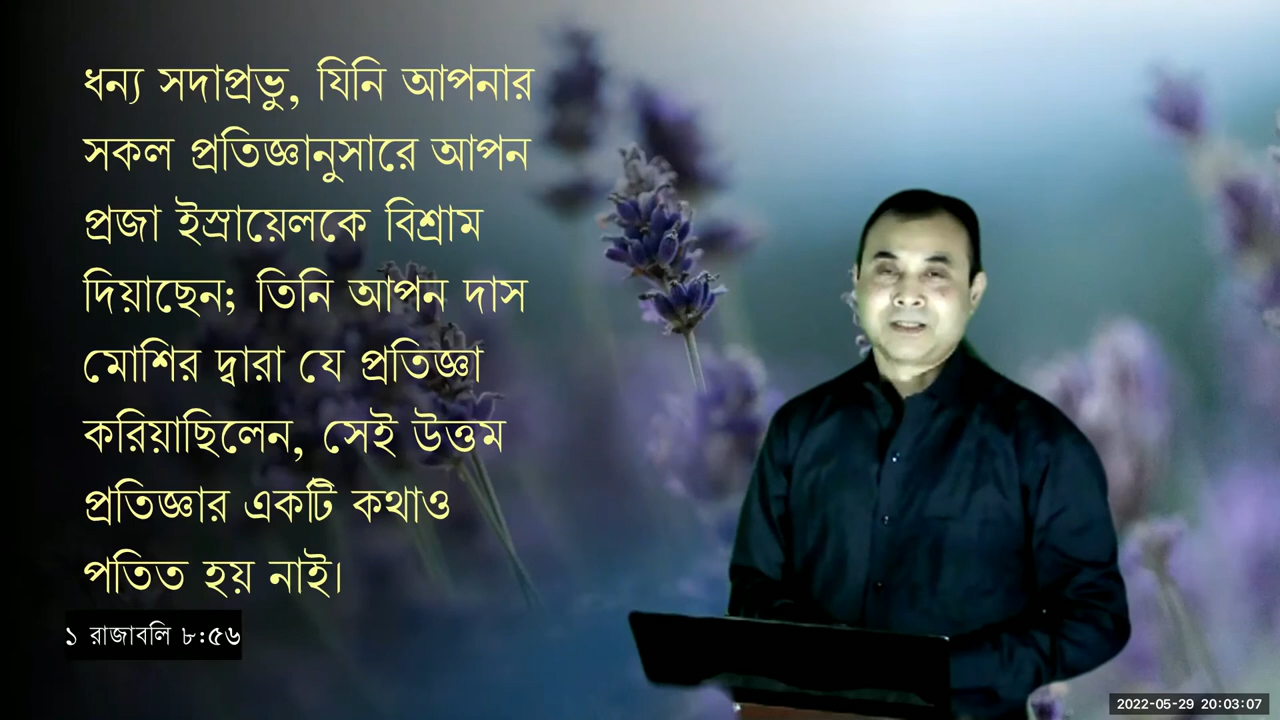 ধন্য সদাপ্রভু, যিনি আপনার
সকল প্রতিজ্ঞানুসারে আপন
প্রজা ইস্রায়েলকে বিশ্রাম
দিয়াছেন; তিনি আপন দাস
মোশির দ্বারা যে প্রতিজ্ঞা
করিয়াছিলেন, সেই উত্তম
প্রতিজ্ঞার একটি কথাও
পতিত হয় নাই।
১ রাজাবলি ৮:৫৬
2022-05-29 20:03:07